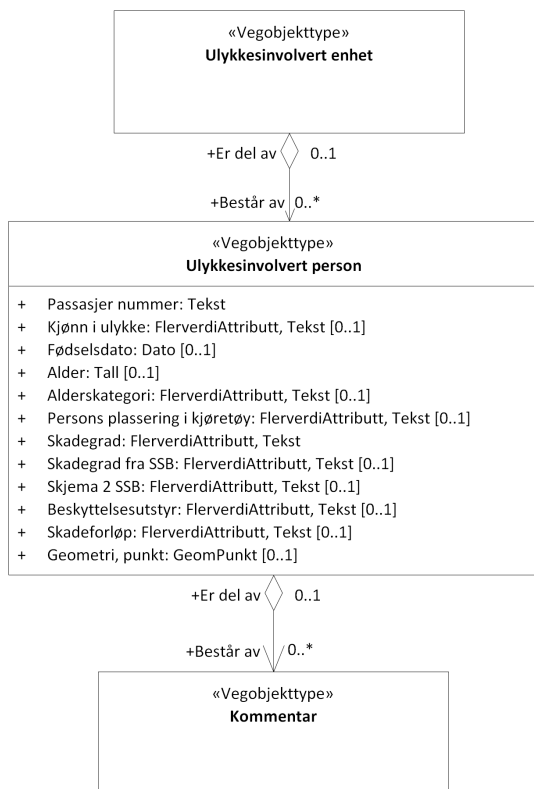 «Vegobjekttype»
Ulykkesinvolvert enhet
+Er del av 0..1
+Består av 0..*
«Vegobjekttype»
Ulykkesinvolvert person
+ Passasjer nummer: Tekst
+ Kjønn i ulykke: FlerverdiAttributt, Tekst [0..1]
+ Fødselsdato: Dato [0..1]
+ Alder: Tall [0..1]
+ Alderskategori: FlerverdiAttributt, Tekst [0..1]
+ Persons plassering i kjøretøy: FlerverdiAttributt, Tekst [0..1]
+ Skadegrad: FlerverdiAttributt, Tekst
+ Skadegrad fra SSB: FlerverdiAttributt, Tekst [0..1]
+ Skjema 2 SSB: FlerverdiAttributt, Tekst [0..1]
+ Beskyttelsesutstyr: FlerverdiAttributt, Tekst [0..1]
+ Skadeforløp: FlerverdiAttributt, Tekst [0..1]
+ Geometri, punkt: GeomPunkt [0..1]
+Er del av 0..1
+Består av 0..*
«Vegobjekttype»
Kommentar